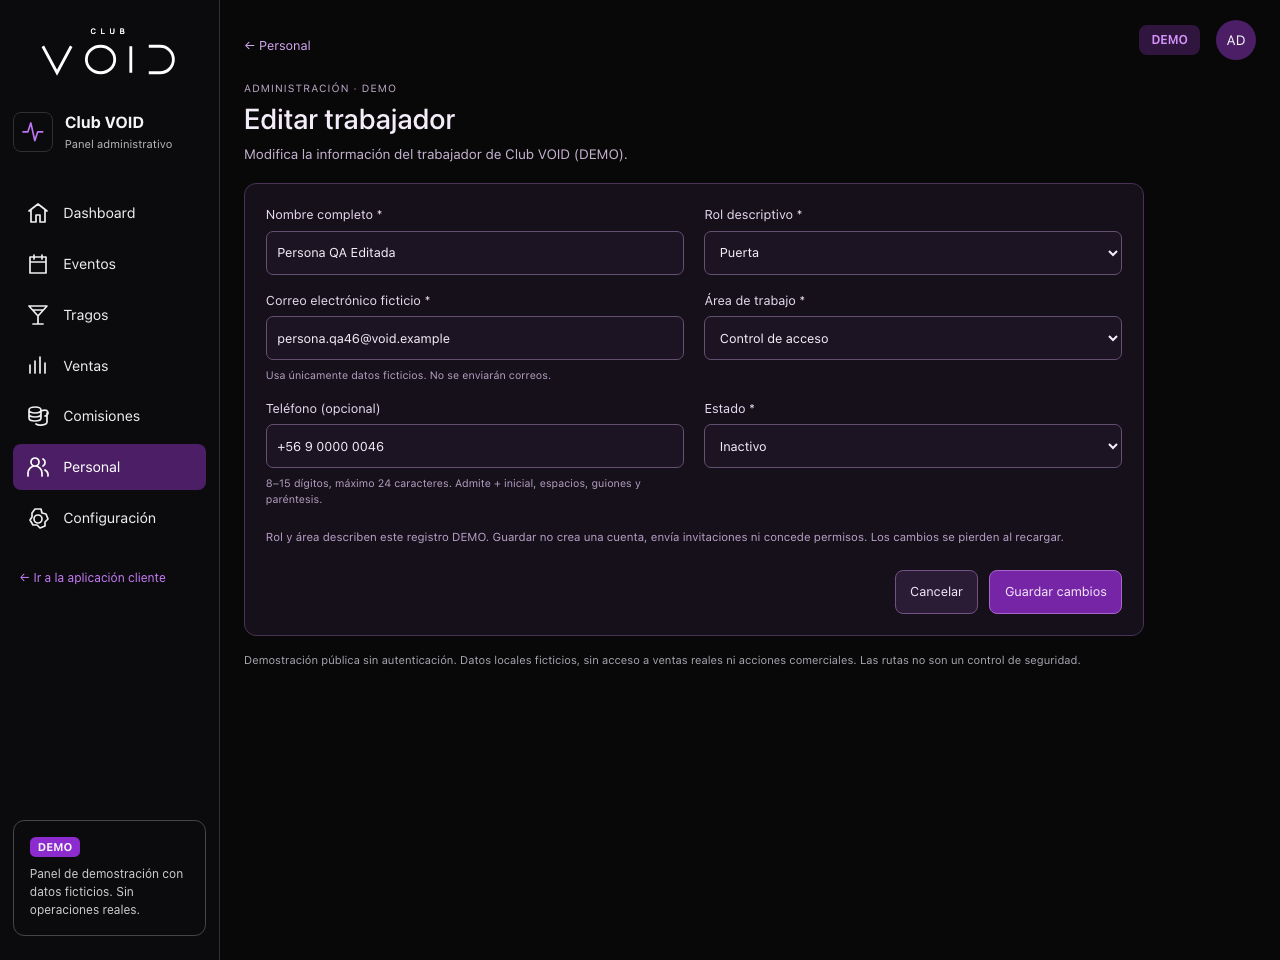 CLUB
VOID
Club VOID
Panel administrativo
Dashboard
Eventos
Tragos
Ventas
Comisiones
Personal
Configuración
← Ir a la aplicación cliente
DEMO
Panel de demostración con
datos ficticios. Sin
operaciones reales.
← Personal
DEMO
AD
ADMINISTRACIÓN · DEMO
Editar trabajador
Modifica la información del trabajador de Club VOID (DEMO).
Nombre completo *
Persona QA Editada
Rol descriptivo *
Puerta
Correo electrónico ficticio *
persona.qa46@void.example
Usa únicamente datos ficticios. No se enviarán correos.
Área de trabajo *
Control de acceso
Teléfono (opcional)
+56 9 0000 0046
8–15 dígitos, máximo 24 caracteres. Admite + inicial, espacios, guiones y
paréntesis.
Estado *
Inactivo
Rol y área describen este registro DEMO. Guardar no crea una cuenta, envía invitaciones ni concede permisos. Los cambios se pierden al recargar.
Cancelar
Guardar cambios
Demostración pública sin autenticación. Datos locales ficticios, sin acceso a ventas reales ni acciones comerciales. Las rutas no son un control de seguridad.